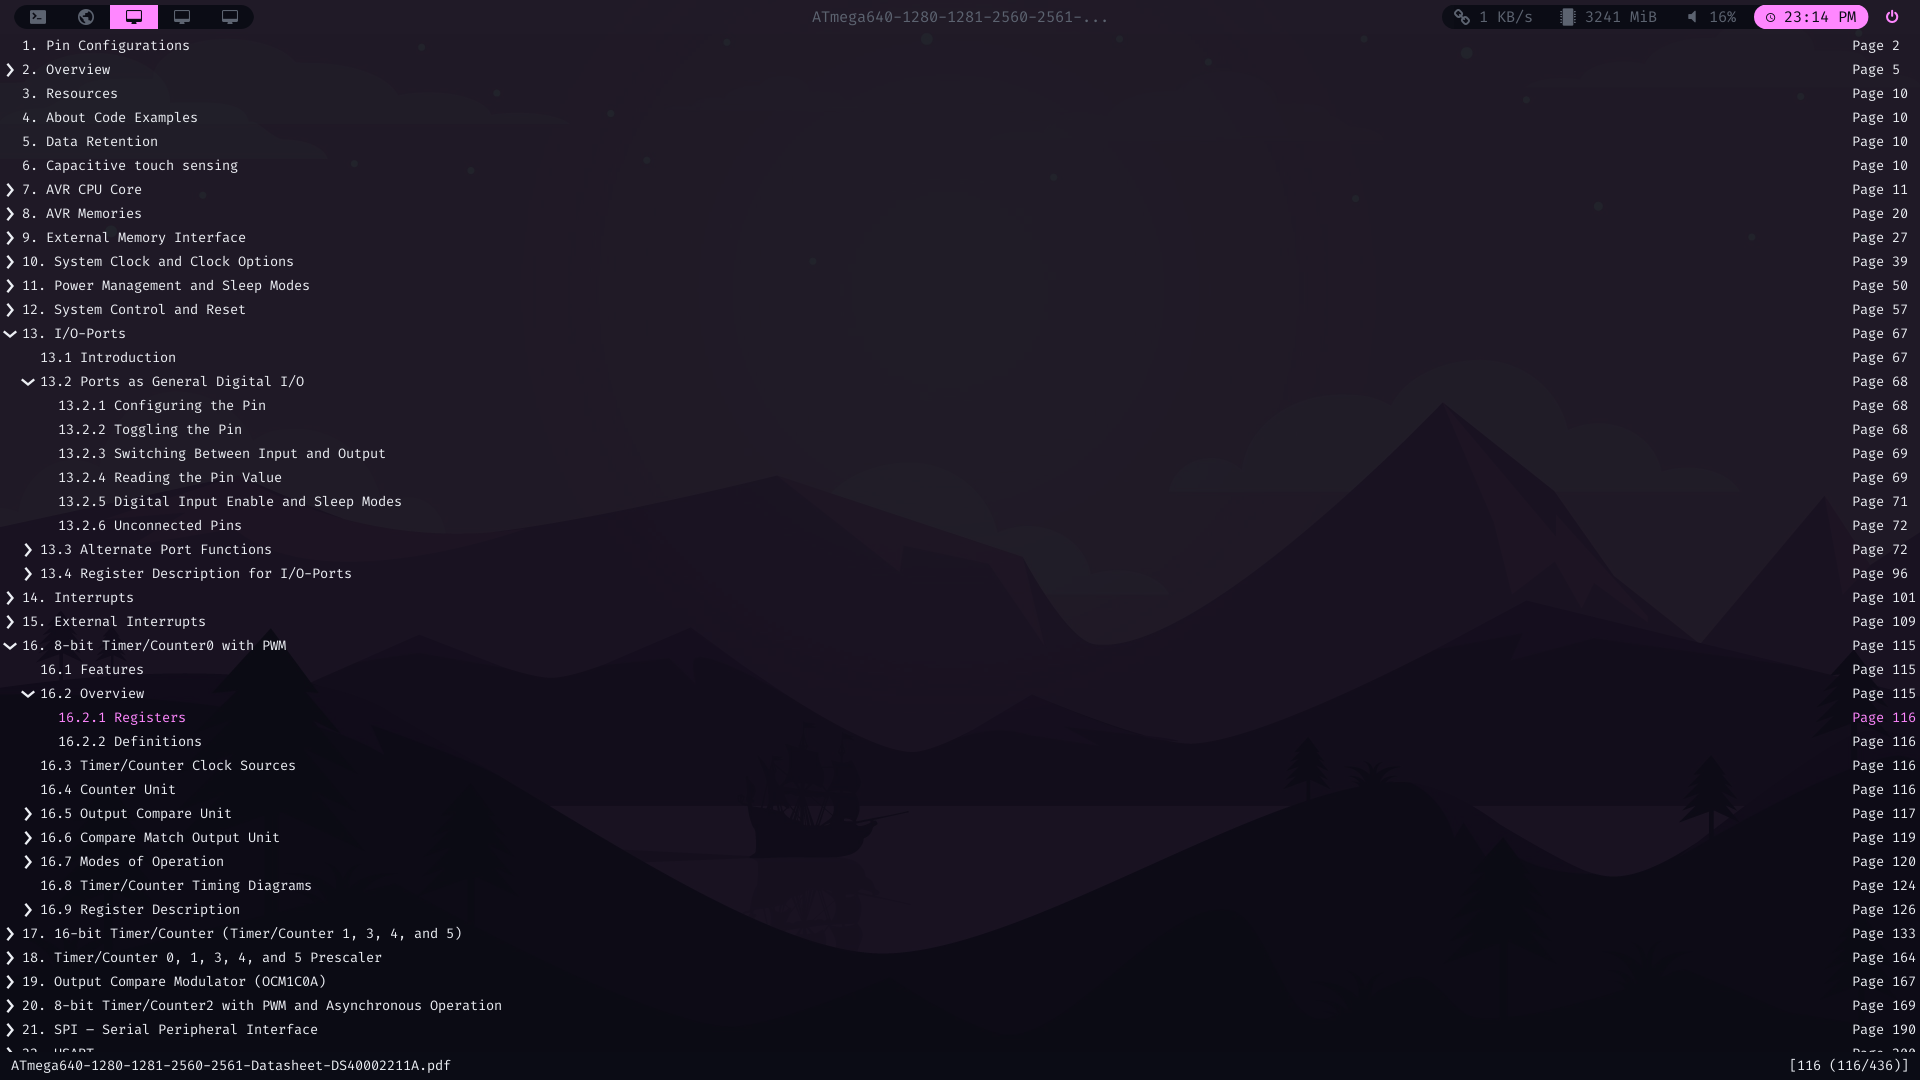 ATmega640-1280-1281-2560-2561-...
1 KB/s 3241 MiB 16% 23:14 PM
1. Pin Configurations Page 2
2. Overview Page 5
3. Resources Page 10
4. About Code Examples Page 10
5. Data Retention Page 10
6. Capacitive touch sensing Page 10
7. AVR CPU Core Page 11
8. AVR Memories Page 20
9. External Memory Interface Page 27
10. System Clock and Clock Options Page 39
11. Power Management and Sleep Modes Page 50
12. System Control and Reset Page 57
13. I/O-Ports Page 67
13.1 Introduction Page 67
13.2 Ports as General Digital I/O Page 68
13.2.1 Configuring the Pin Page 68
13.2.2 Toggling the Pin Page 68
13.2.3 Switching Between Input and Output Page 69
13.2.4 Reading the Pin Value Page 69
13.2.5 Digital Input Enable and Sleep Modes Page 71
13.2.6 Unconnected Pins Page 72
13.3 Alternate Port Functions Page 72
13.4 Register Description for I/O-Ports Page 96
14. Interrupts Page 101
15. External Interrupts Page 109
16. 8-bit Timer/Counter0 with PWM Page 115
16.1 Features Page 115
16.2 Overview Page 115
16.2.1 Registers Page 116
16.2.2 Definitions Page 116
16.3 Timer/Counter Clock Sources Page 116
16.4 Counter Unit Page 116
16.5 Output Compare Unit Page 117
16.6 Compare Match Output Unit Page 119
16.7 Modes of Operation Page 120
16.8 Timer/Counter Timing Diagrams Page 124
16.9 Register Description Page 126
17. 16-bit Timer/Counter (Timer/Counter 1, 3, 4, and 5) Page 133
18. Timer/Counter 0, 1, 3, 4, and 5 Prescaler Page 164
19. Output Compare Modulator (OCM1C0A) Page 167
20. 8-bit Timer/Counter2 with PWM and Asynchronous Operation Page 169
21. SPI – Serial Peripheral Interface Page 190
22. USART Page 200
ATmega640-1280-1281-2560-2561-Datasheet-DS40002211A.pdf [116 (116/436)]